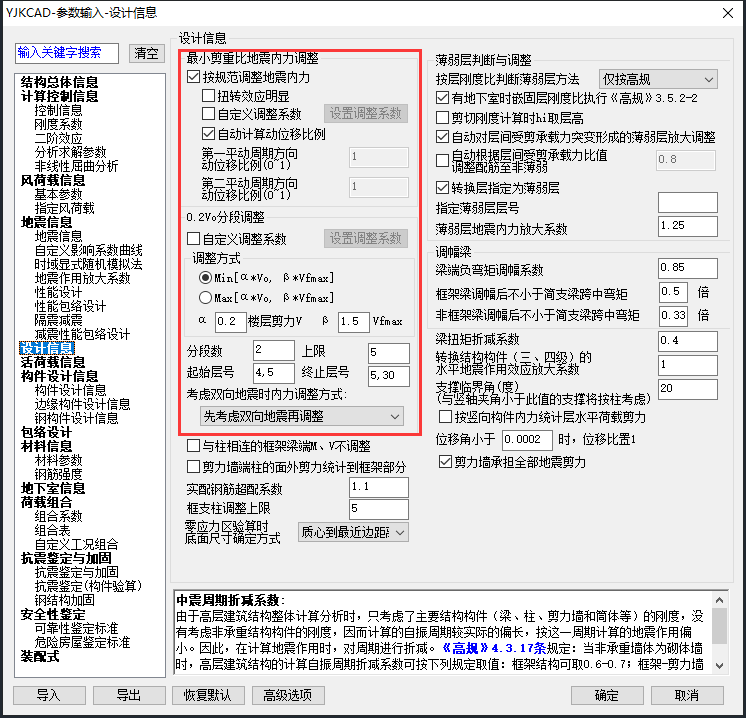 YJKCAD-参数输入-设计信息
输入关键字搜索
清空
结构总体信息
计算控制信息
控制信息
刚度系数
二阶效应
分析求解参数
非线性屈曲分析
风荷载信息
基本参数
指定风荷载
地震信息
地震信息
自定义影响系数曲线
时域显式随机模拟法
地震作用放大系数
性能设计
性能包络设计
隔震减震
减震性能包络设计
设计信息
活荷载信息
构件设计信息
构件设计信息
边缘构件设计信息
钢构件设计信息
包络设计
材料信息
材料参数
钢筋强度
地下室信息
荷载组合
组合系数
组合表
自定义工况组合
抗震鉴定与加固
抗震鉴定与加固
抗震鉴定(构件验算)
钢结构加固
安全性鉴定
可靠性鉴定标准
危险房屋鉴定标准
装配式
设计信息
最小剪重比地震内力调整
按规范调整地震内力
扭转效应明显
自定义调整系数
设置调整系数
自动计算动位移比例
第一平动周期方向
动位移比例(0~1)
1
第二平动周期方向
动位移比例(0~1)
1
0.2V₀分段调整
自定义调整系数
设置调整系数
调整方式
Min[α*V₀, β*Vfmax]
Max[α*V₀, β*Vfmax]
α 0.2 楼层剪力V β 1.5 Vfmax
分段数 2 上限 5
起始层号 4,5 终止层号 5,30
考虑双向地震时内力调整方式:
先考虑双向地震再调整
与柱相连的框架梁端M、V不调整
剪力墙端柱的面外剪力统计到框架部分
实配钢筋超配系数 1.1
框支柱调整上限 5
零应力区验算时
底面尺寸确定方式
质心到最近边距
薄弱层判断与调整
按层刚度比判断薄弱层方法 仅按高规
有地下室时嵌固层刚度比执行《高规》3.5.2-2
剪切刚度计算时hi取层高
自动对层间受剪承载力突变形成的薄弱层放大调整
自动根据层间受剪承载力比值
调整配筋至非薄弱
0.8
转换层指定为薄弱层
指定薄弱层层号
薄弱层地震内力放大系数 1.25
调幅梁
梁端负弯矩调幅系数 0.85
框架梁调幅后不小于简支梁跨中弯矩 0.5 倍
非框架梁调幅后不小于简支梁跨中弯矩 0.33 倍
梁扭矩折减系数 0.4
转换结构构件（三、四级）的
水平地震作用效应放大系数
1
支撑临界角(度) 20
(与竖轴夹角小于此值的支撑将按柱考虑)
按竖向构件内力统计层水平荷载剪力
位移角小于 0.0002 时，位移比置1
剪力墙承担全部地震剪力
中震周期折减系数:
由于高层建筑结构整体计算分析时，只考虑了主要结构构件（梁、柱、剪力墙和筒体等）的刚度，没
有考虑非承重结构构件的刚度，因而计算的自振周期较实际的偏长，按这一周期计算的地震作用偏
小。因此，在计算地震作用时，对周期进行折减。《高规》4.3.17条规定：当非承重墙体为砌体墙
时，高层建筑结构的计算自振周期折减系数可按下列规定取值：框架结构可取0.6-0.7；框架-剪力墙
导入
导出
恢复默认
高级选项
确定
取消